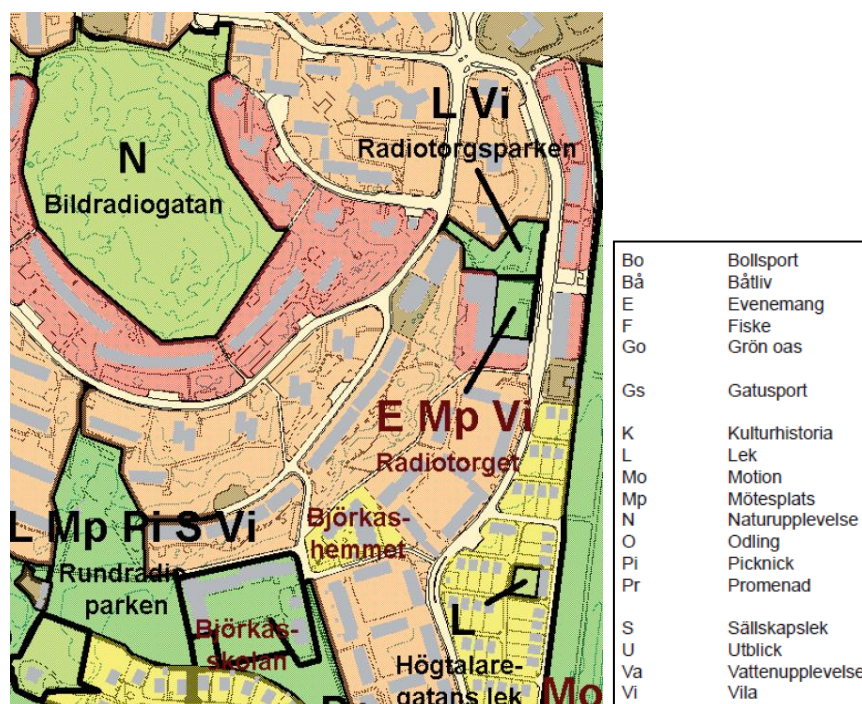 L Vi
Radiotorgsparken
N
Bildradiogatan
E Mp Vi
Radiotorget
L Mp Pi S Vi
Rundradio
parken
Björkås-
hemmet
Björkås-
skolan
L
Högtalare-
gatans lek
Mo
Bo Bollsport
Bå Båtliv
E Evenemang
F Fiske
Go Grön oas
Gs Gatusport
K Kulturhistoria
L Lek
Mo Motion
Mp Mötesplats
N Naturupplevelse
O Odling
Pi Picknick
Pr Promenad
S Sällskapslek
U Utblick
Va Vattenupplevelse
Vi Vila